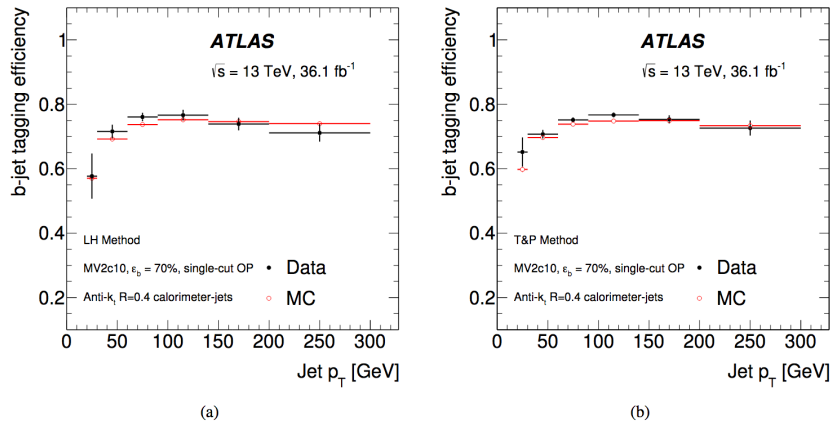 b-jet tagging efficiency
1
0.8
0.6
0.4
0.2
ATLAS
√s = 13 TeV, 36.1 fb⁻¹
LH Method
MV2c10, ε_b = 70%, single-cut OP
Anti-k_t R=0.4 calorimeter-jets
Data
MC
0 50 100 150 200 250 300
Jet p_T [GeV]
(a)
b-jet tagging efficiency
1
0.8
0.6
0.4
0.2
ATLAS
√s = 13 TeV, 36.1 fb⁻¹
T&P Method
MV2c10, ε_b = 70%, single-cut OP
Anti-k_t R=0.4 calorimeter-jets
Data
MC
0 50 100 150 200 250 300
Jet p_T [GeV]
(b)